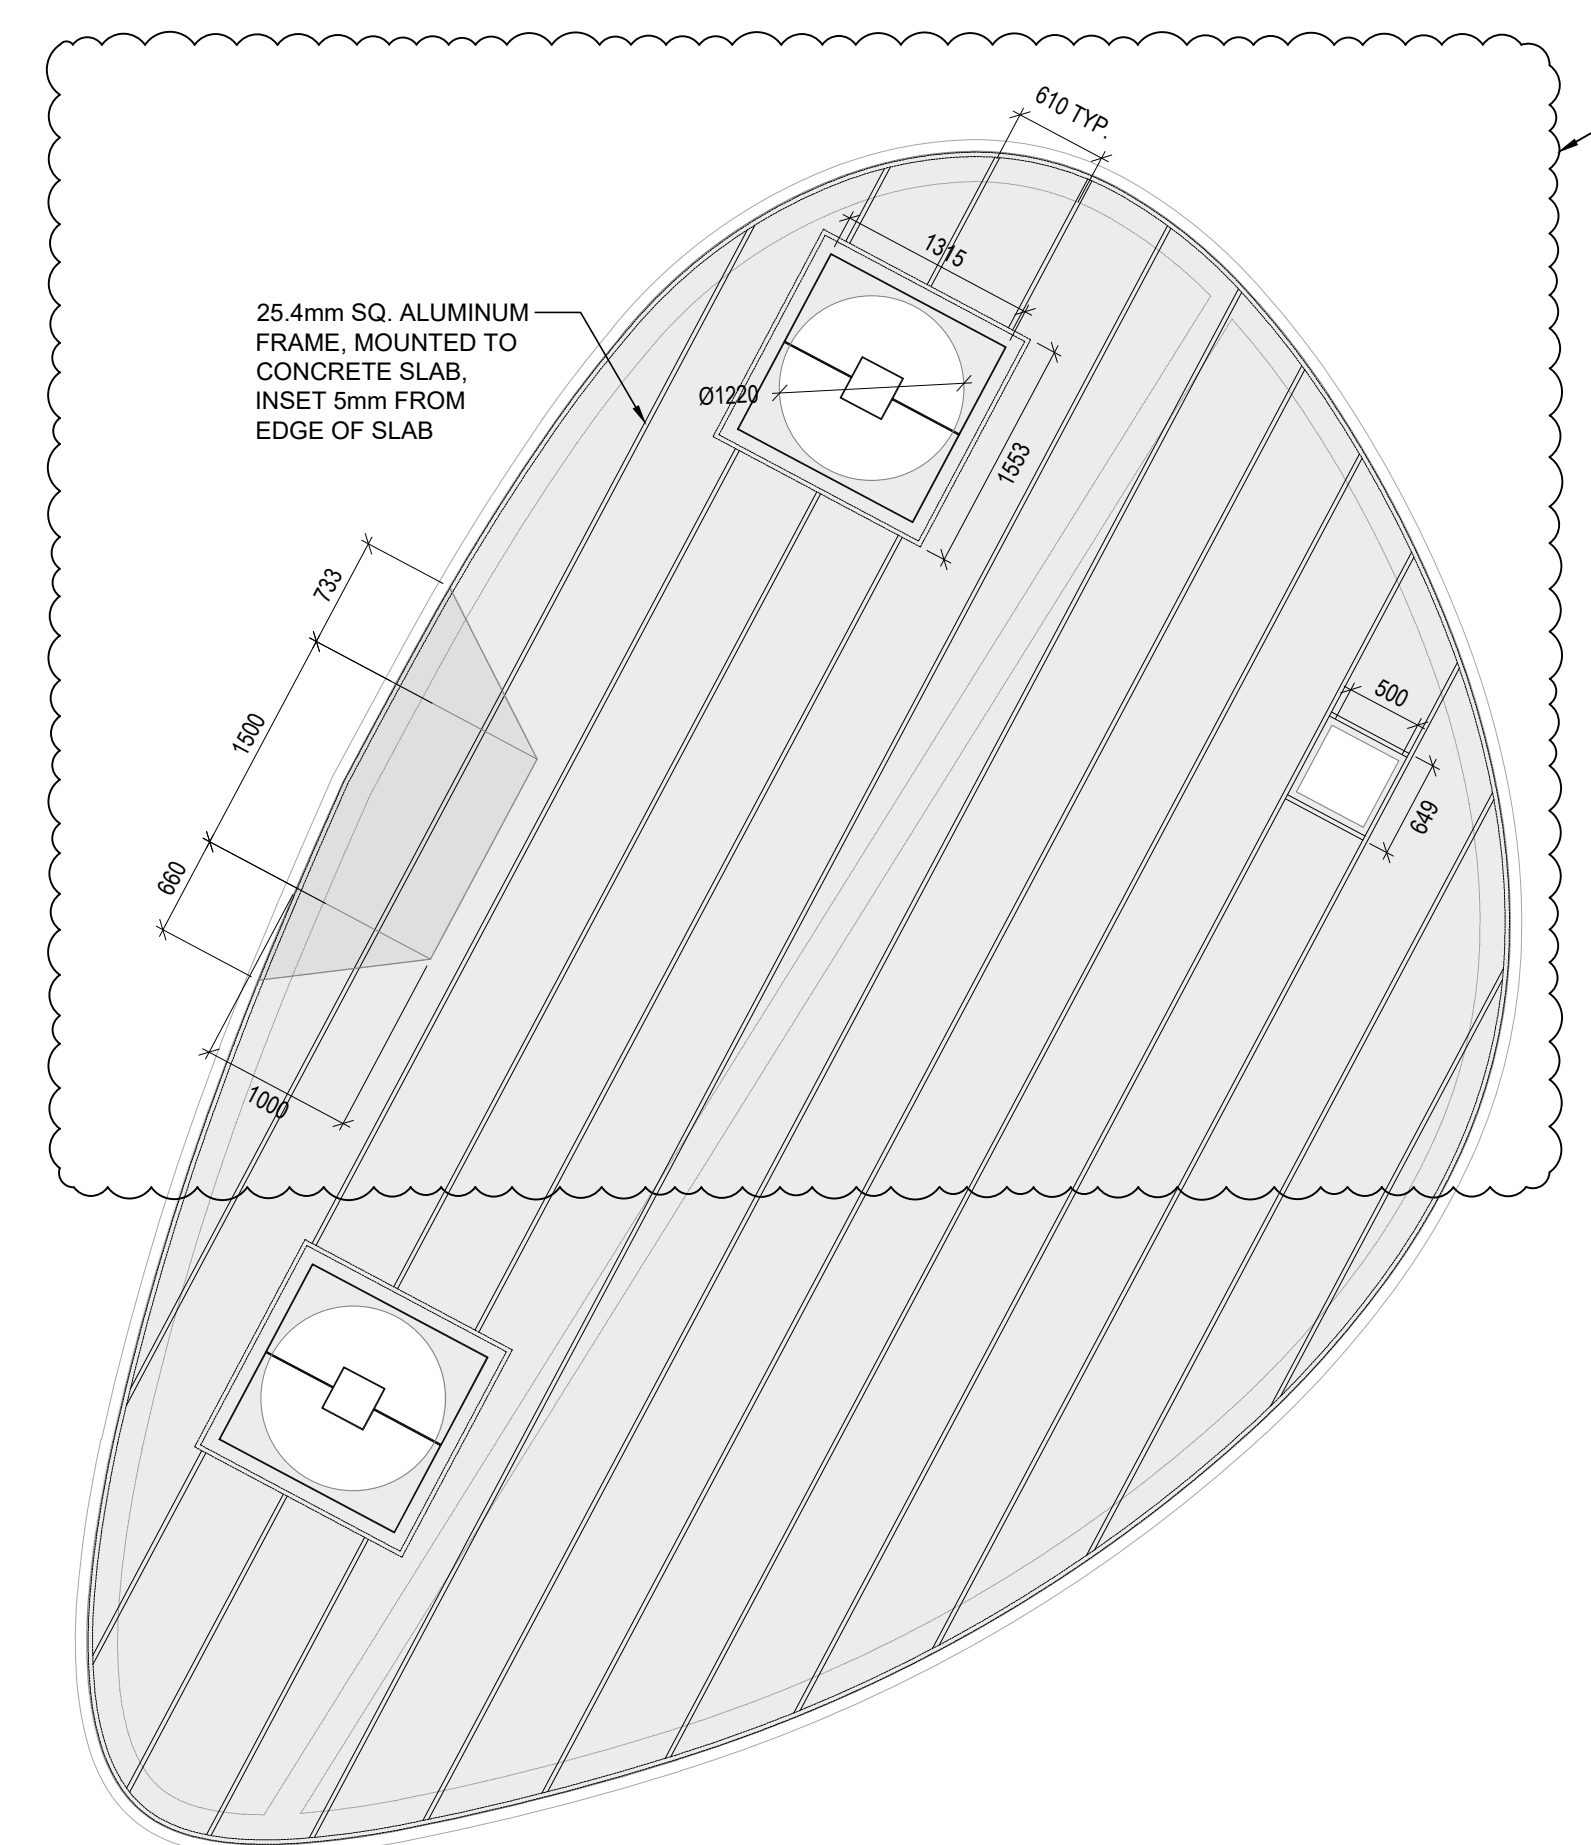 610 TYP.
1315
25.4mm SQ. ALUMINUM
FRAME, MOUNTED TO
CONCRETE SLAB,
INSET 5mm FROM
EDGE OF SLAB
Ø1220
1553
733
1500
500
649
660
1000